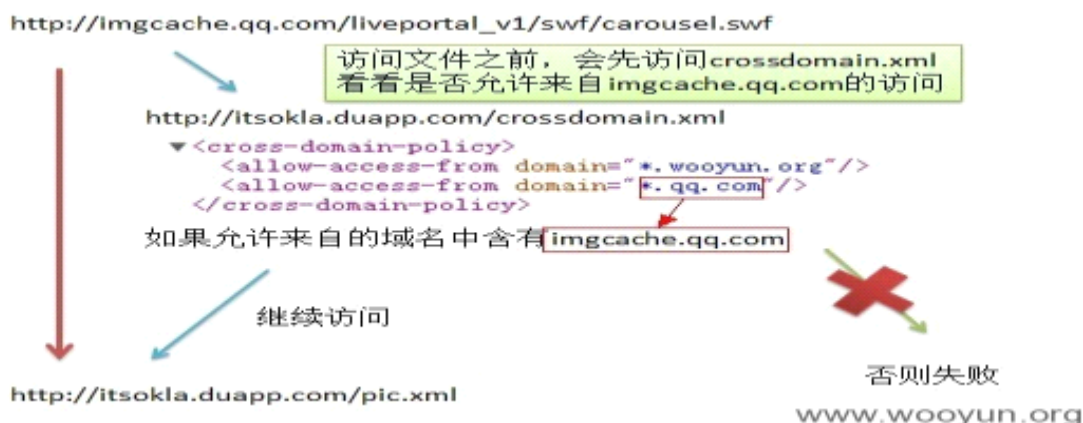 http://imgcache.qq.com/liveportal_v1/swf/carousel.swf
访问文件之前，会先访问crossdomain.xml
看看是否允许来自imgcache.qq.com的访问
http://itsokla.duapp.com/crossdomain.xml
▼<cross-domain-policy>
<allow-access-from domain="*.wooyun.org"/>
<allow-access-from domain="*.qq.com"/>
</cross-domain-policy>
如果允许来自的域名中含有imgcache.qq.com
继续访问
否则失败
http://itsokla.duapp.com/pic.xml
www.wooyun.org